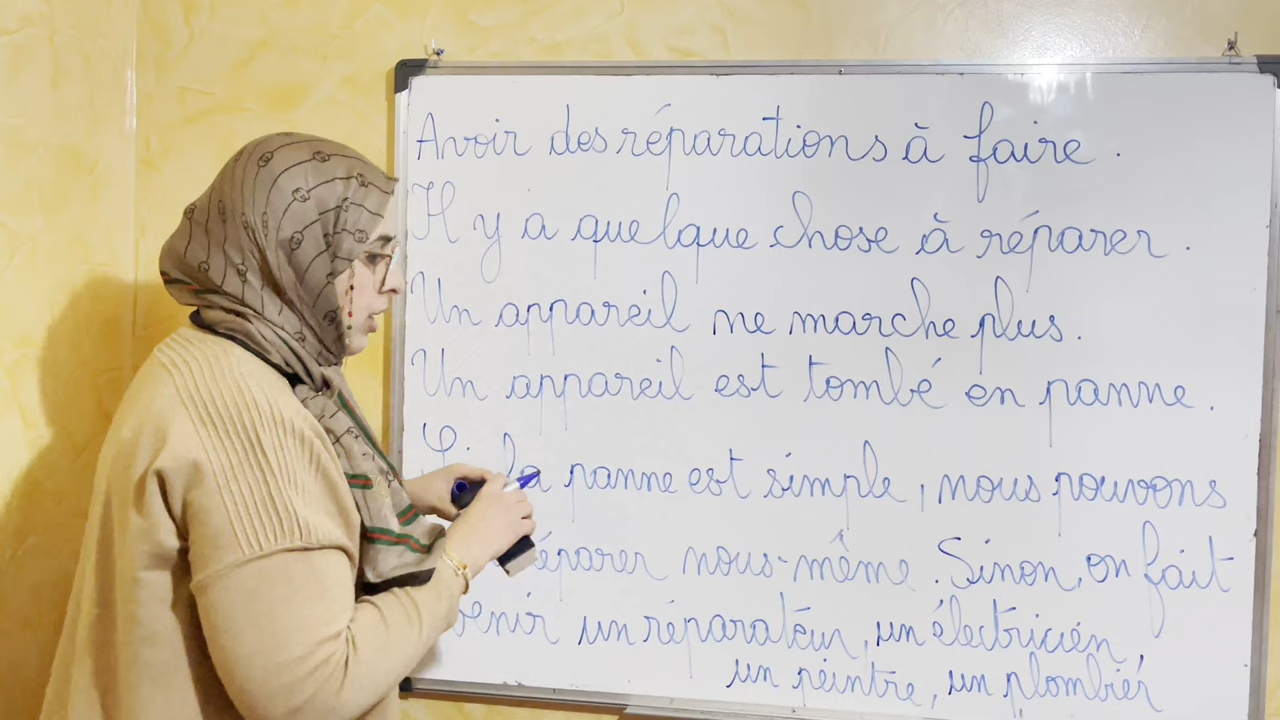 Avoir des réparations à faire.
Il y a quelque chose à réparer.
Un appareil ne marche plus.
Un appareil est tombé en panne.
Si la panne est simple, nous pouvons
réparer nous-même. Sinon, on fait
venir un réparateur, un électricien,
un peintre, un plombier